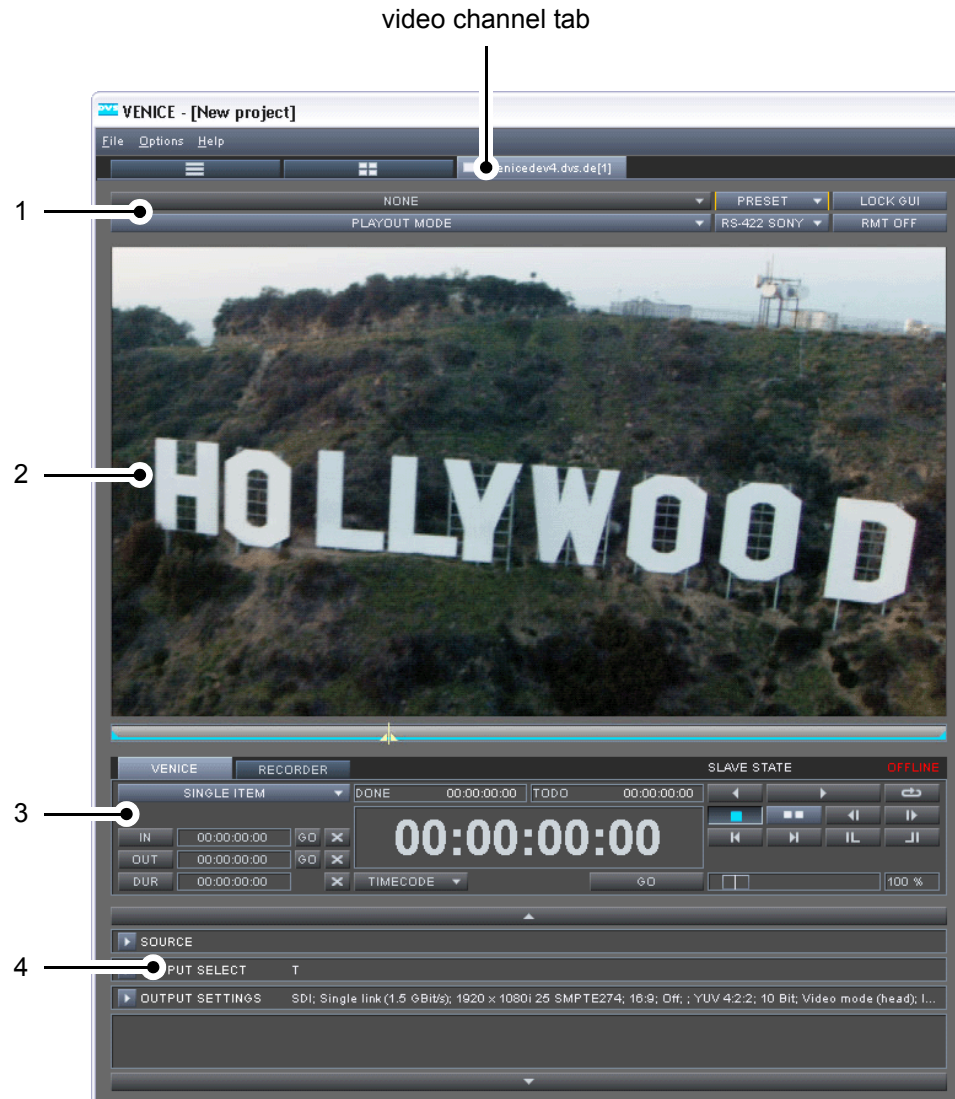 video channel tab
DVS VENICE - [New project]
File Options Help
venicedev4.dvs.de[1]
1
NONE PRESET LOCK GUI
PLAYOUT MODE RS-422 SONY RMT OFF
2
HOLLYWOOD
VENICE RECORDER SLAVE STATE OFFLINE
3
SINGLE ITEM DONE 00:00:00:00 TODO 00:00:00:00
IN 00:00:00:00 GO
00:00:00:00
OUT 00:00:00:00 GO
DUR 00:00:00:00 TIMECODE GO 100 %
SOURCE
4
PUT SELECT T
OUTPUT SETTINGS SDI; Single link (1.5 GBit/s); 1920 x 1080i 25 SMPTE274; 16:9; Off; ; YUV 4:2:2; 10 Bit; Video mode (head); I...